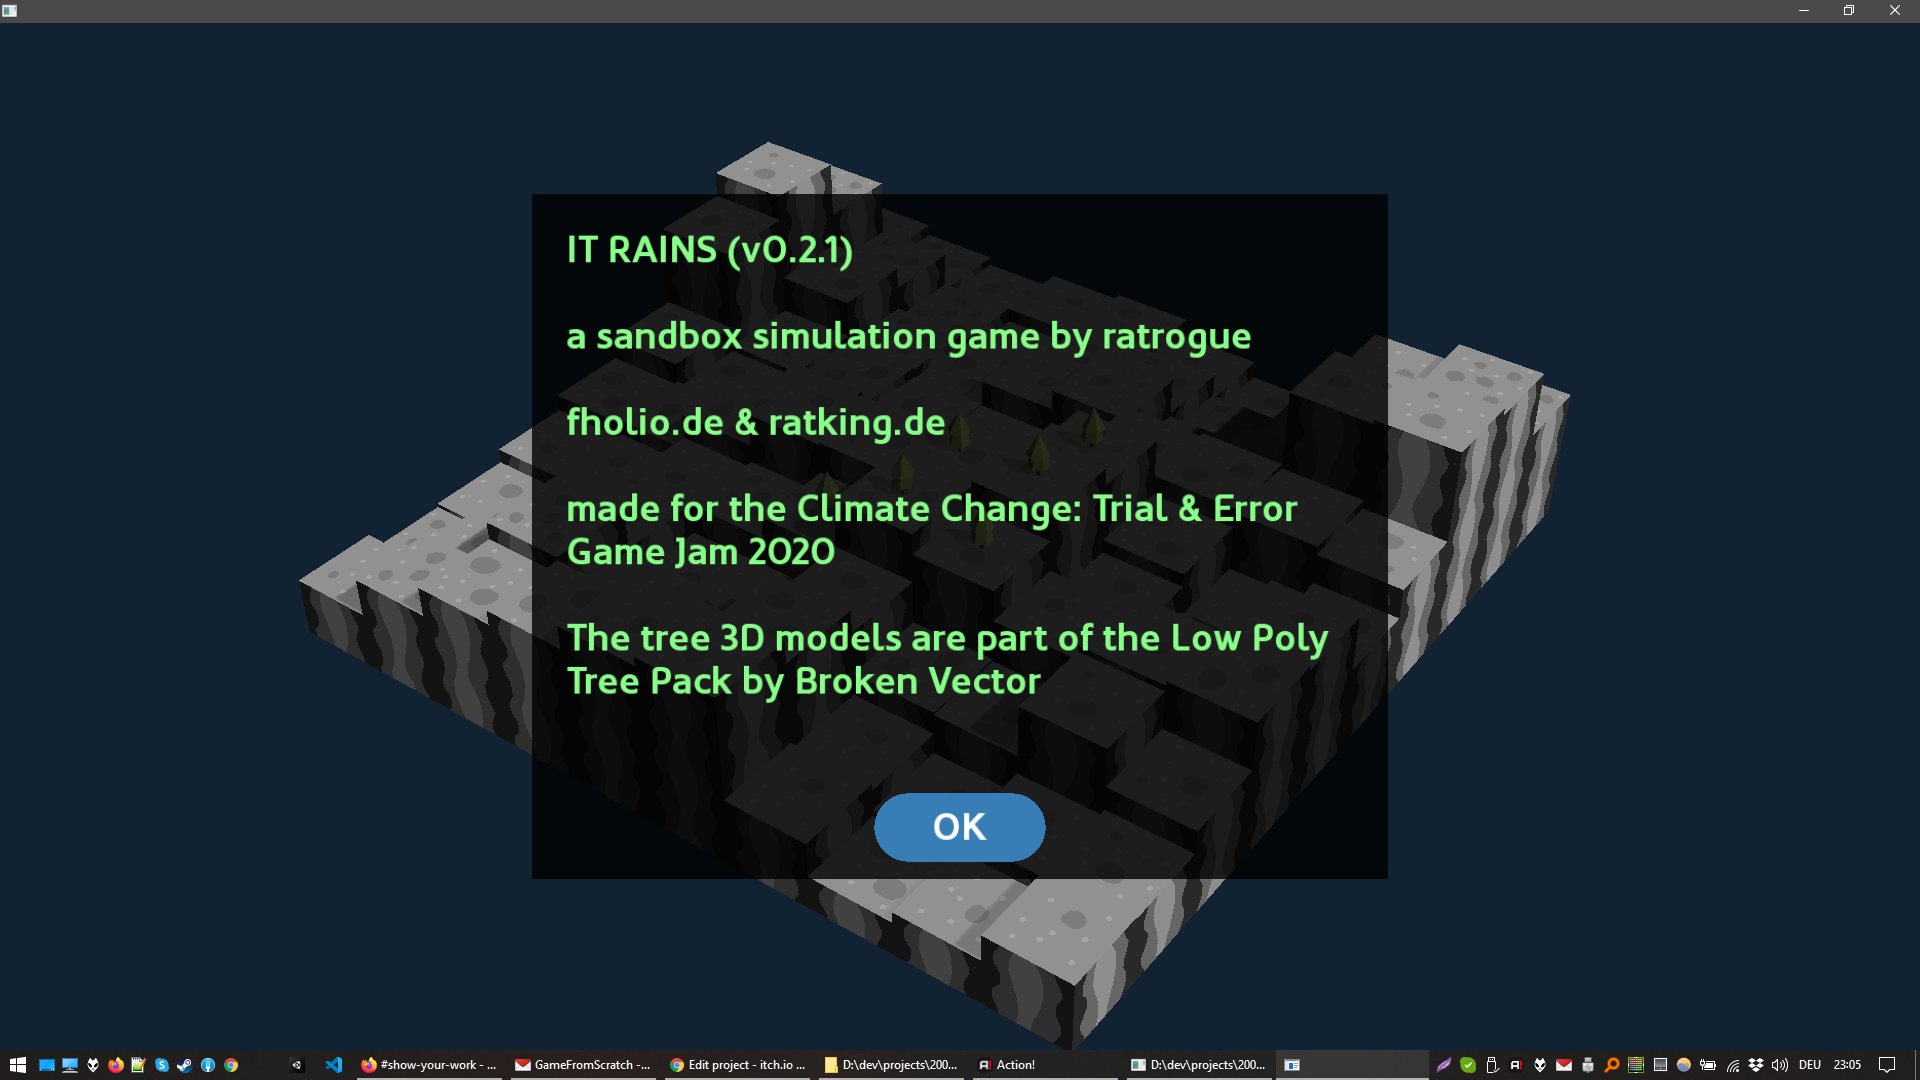 IT RAINS (v0.2.1)
a sandbox simulation game by ratrogue
fholio.de & ratking.de
made for the Climate Change: Trial & Error
Game Jam 2020
The tree 3D models are part of the Low Poly
Tree Pack by Broken Vector
OK
#show-your-work - ...
GameFromScratch -...
Edit project - itch.io ...
D:\dev\projects\200...
Action!
D:\dev\projects\200...
DEU
23:05